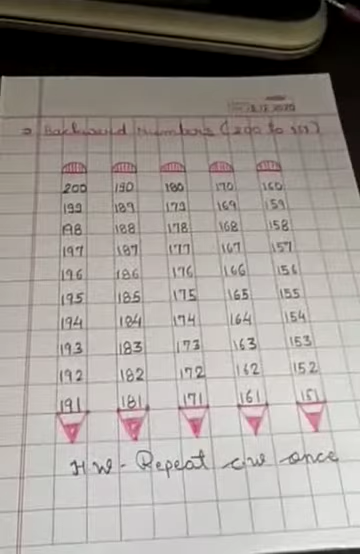 Backward Numbers (200 to 151)
200 190 180 170 160
199 189 179 169 159
198 188 178 168 158
197 187 177 167 157
196 186 176 166 156
195 185 175 165 155
194 184 174 164 154
193 183 173 163 153
192 182 172 162 152
191 181 171 161 151
HW - Repeat cw once